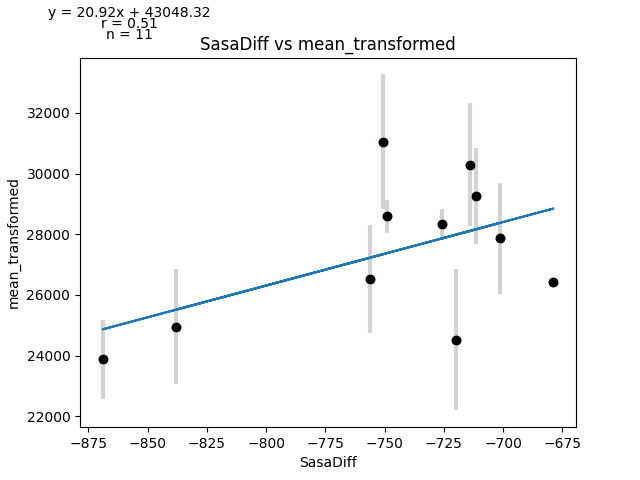 y = 20.92x + 43048.32
r = 0.51
n = 11
SasaDiff vs mean_transformed
mean_transformed
32000
30000
28000
26000
24000
22000
−875 −850 −825 −800 −775 −750 −725 −700 −675
SasaDiff